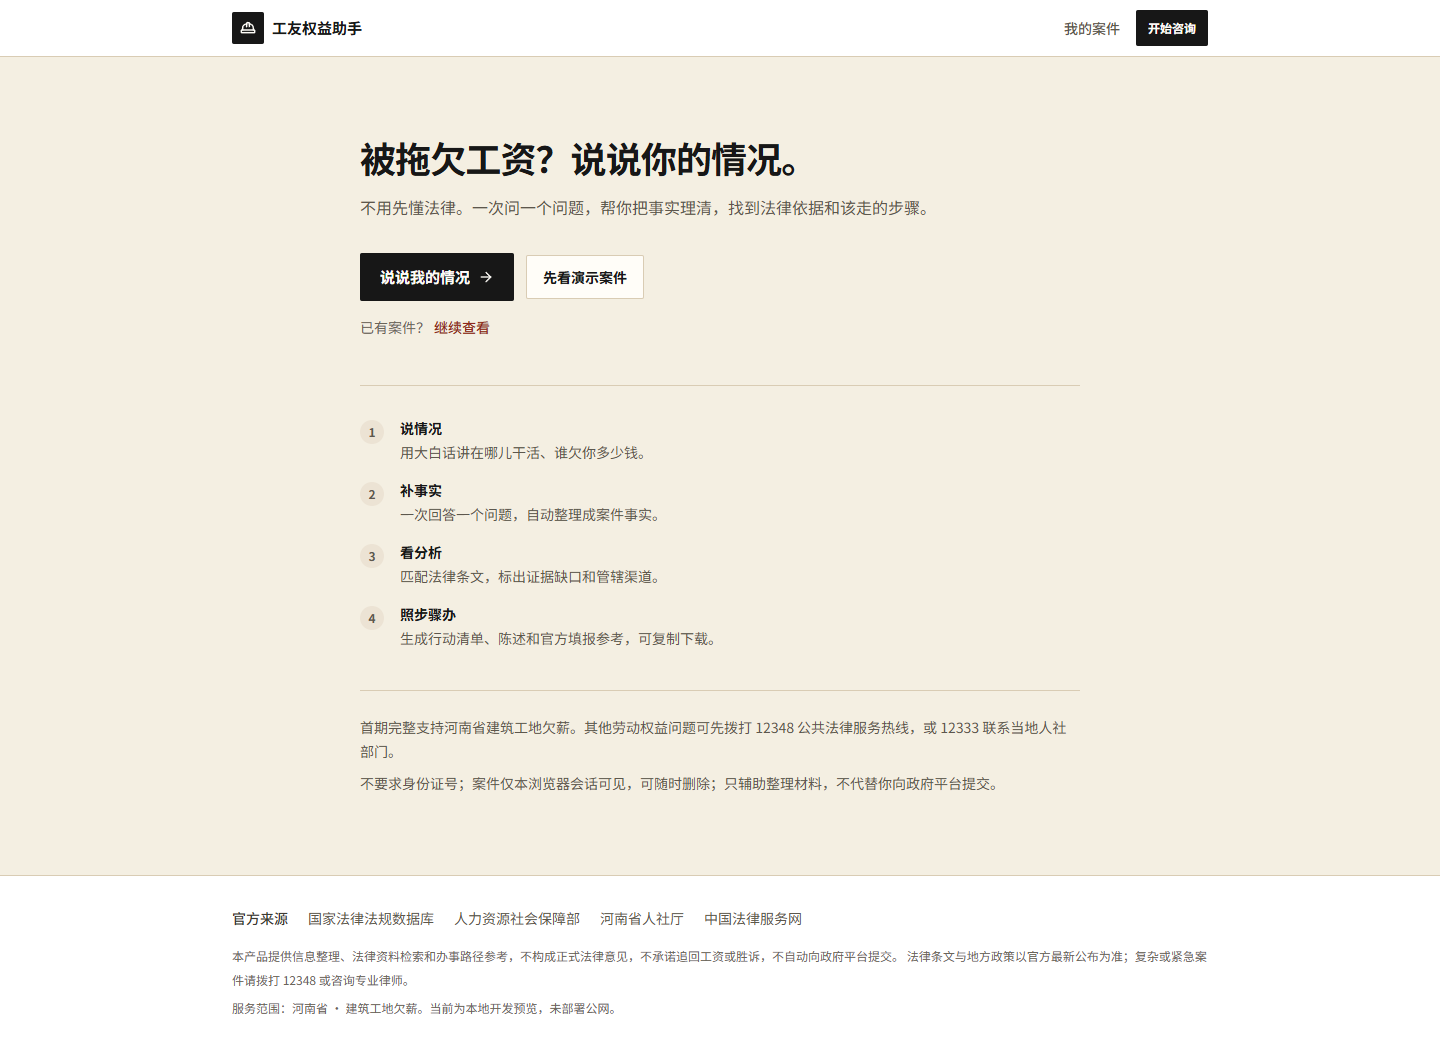 工友权益助手
我的案件
开始咨询
被拖欠工资？说说你的情况。
不用先懂法律。一次问一个问题，帮你把事实理清，找到法律依据和该走的步骤。
说说我的情况 →
先看演示案件
已有案件？ 继续查看
1 说情况
用大白话讲在哪儿干活、谁欠你多少钱。
2 补事实
一次回答一个问题，自动整理成案件事实。
3 看分析
匹配法律条文，标出证据缺口和管辖渠道。
4 照步骤办
生成行动清单、陈述和官方填报参考，可复制下载。
首期完整支持河南省建筑工地欠薪。其他劳动权益问题可先拨打 12348 公共法律服务热线，或 12333 联系当地人社
部门。
不要求身份证号；案件仅本浏览器会话可见，可随时删除；只辅助整理材料，不代替你向政府平台提交。
官方来源 国家法律法规数据库 人力资源社会保障部 河南省人社厅 中国法律服务网
本产品提供信息整理、法律资料检索和办事路径参考，不构成正式法律意见，不承诺追回工资或胜诉，不自动向政府平台提交。 法律条文与地方政策以官方最新公布为准；复杂或紧急案
件请拨打 12348 或咨询专业律师。
服务范围：河南省 · 建筑工地欠薪。当前为本地开发预览，未部署公网。